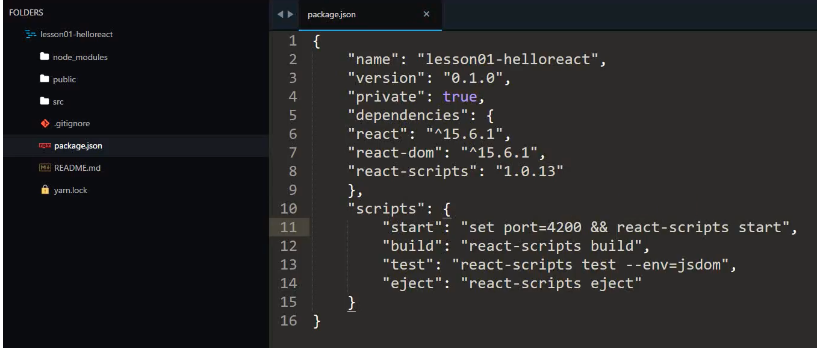 FOLDERS
lesson01-helloreact
node_modules
public
src
.gitignore
package.json
README.md
yarn.lock
package.json ×
1 {
2 "name": "lesson01-helloreact",
3 "version": "0.1.0",
4 "private": true,
5 "dependencies": {
6 "react": "^15.6.1",
7 "react-dom": "^15.6.1",
8 "react-scripts": "1.0.13"
9 },
10 "scripts": {
11 "start": "set port=4200 && react-scripts start",
12 "build": "react-scripts build",
13 "test": "react-scripts test --env=jsdom",
14 "eject": "react-scripts eject"
15 }
16 }